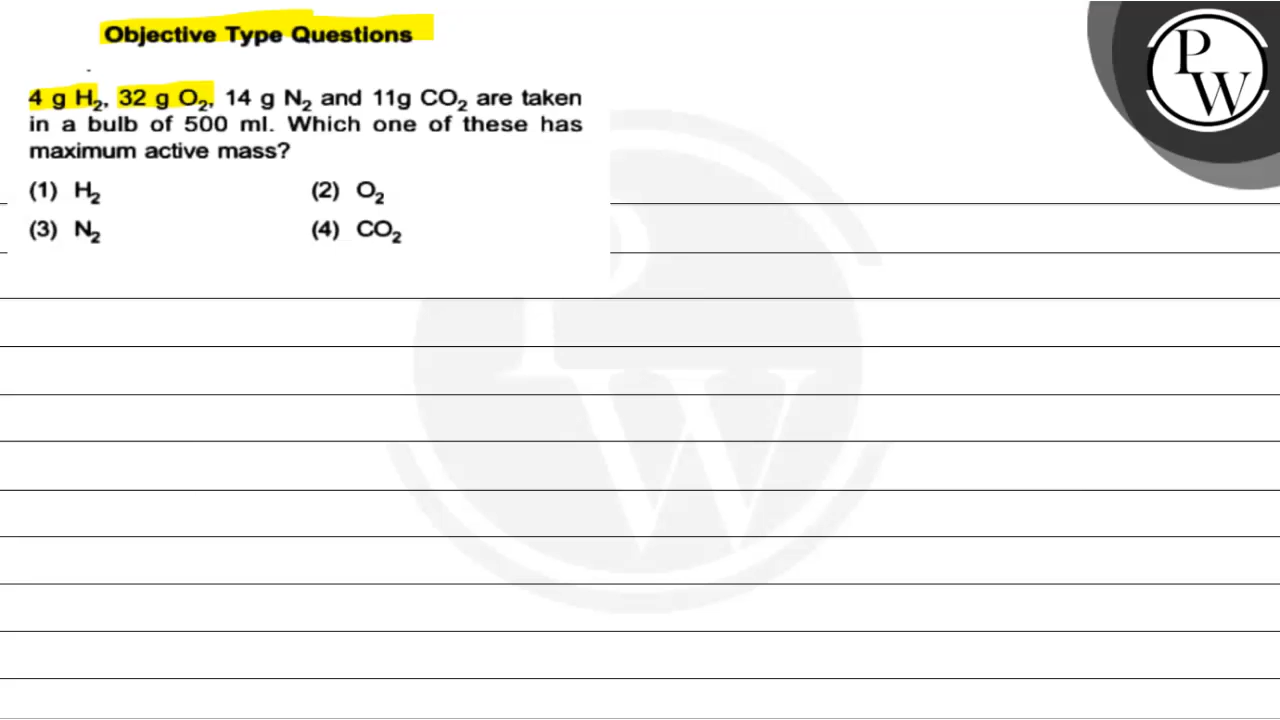 Objective Type Questions
4 g H₂, 32 g O₂, 14 g N₂ and 11g CO₂ are taken
in a bulb of 500 ml. Which one of these has
maximum active mass?
(1) H₂ (2) O₂
(3) N₂ (4) CO₂
P
W
P
W